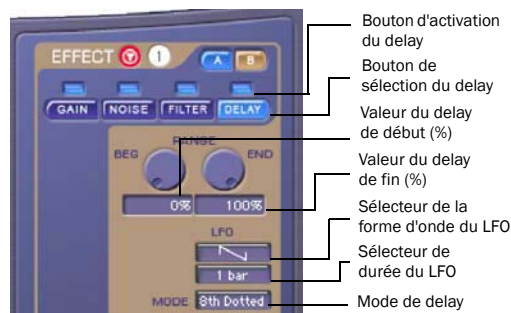 EFFECT 1 A B
GAIN NOISE FILTER DELAY
RANGE
BEG END
0% 100%
LFO
1 bar
MODE 8th Dotted
Bouton d'activation
du delay
Bouton de
sélection du delay
Valeur du delay
de début (%)
Valeur du delay
de fin (%)
Sélecteur de la
forme d'onde du LFO
Sélecteur de
durée du LFO
Mode de delay